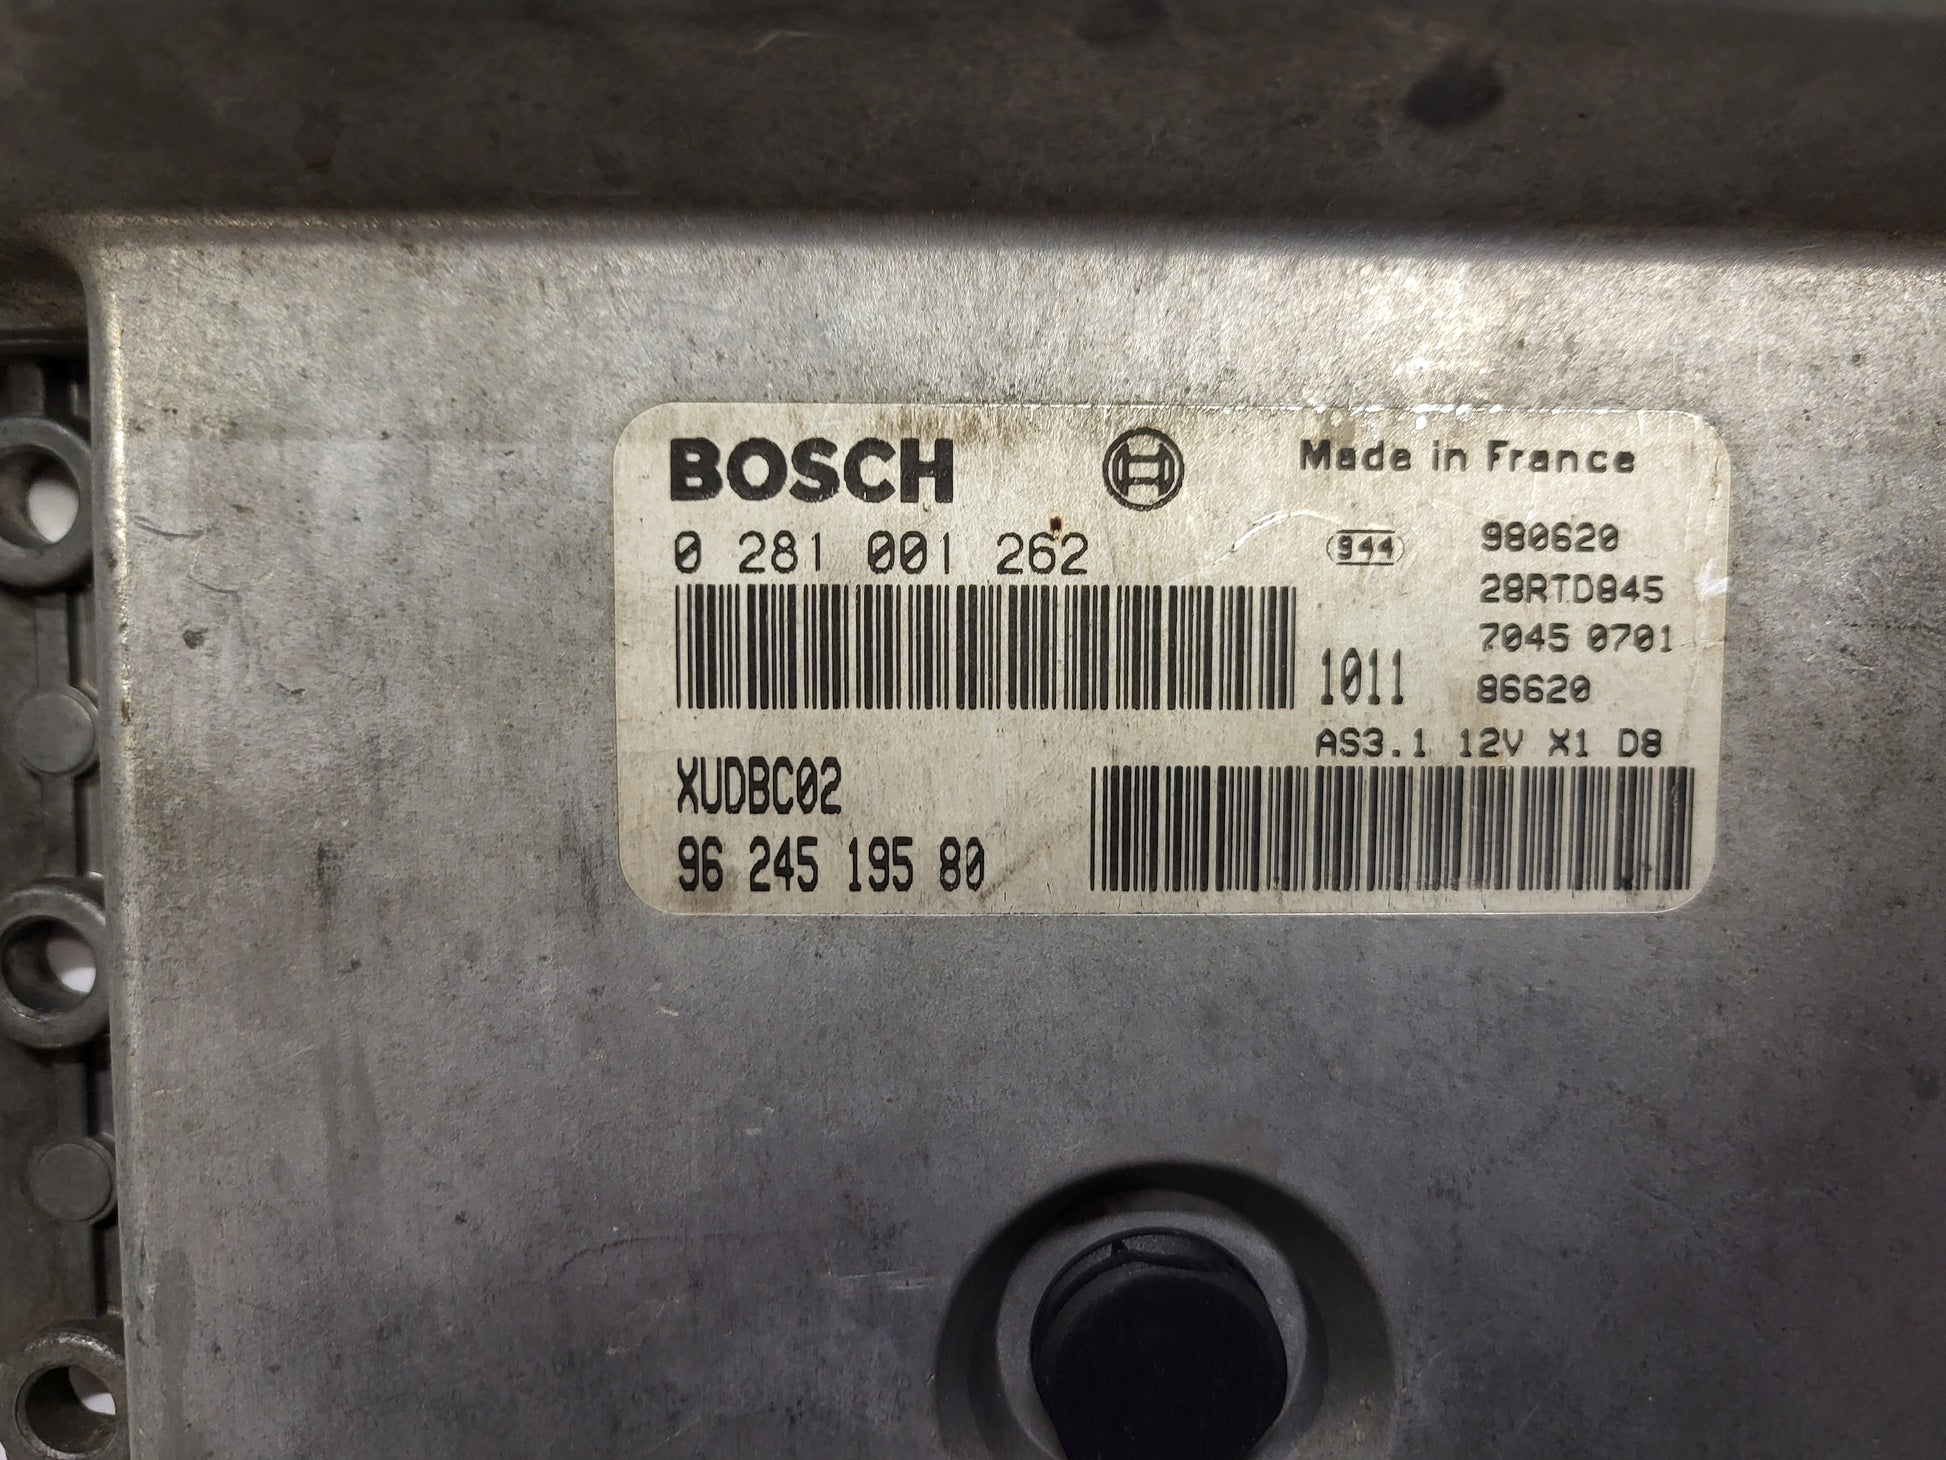 BOSCH
Made in France
0 281 001 262
944
980620
28RTD845
7045 0701
1011
86620
AS3.1 12V X1 D8
XUDBC02
96 245 195 80